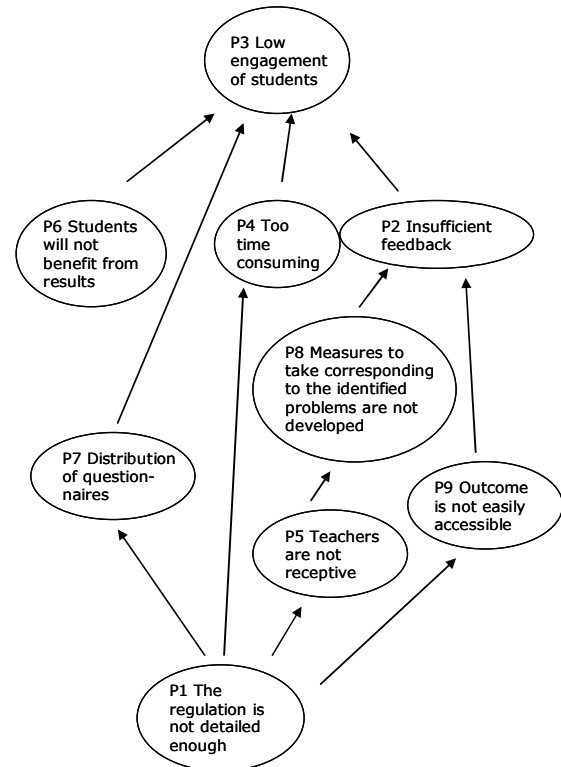 P3 Low
engagement
of students
P6 Students
will not
benefit from
results
P4 Too
time
consuming
P2 Insufficient
feedback
P8 Measures to
take corresponding
to the identified
problems are not
developed
P7 Distribution
of question-
naires
P9 Outcome
is not easily
accessible
P5 Teachers
are not
receptive
P1 The
regulation is
not detailed
enough